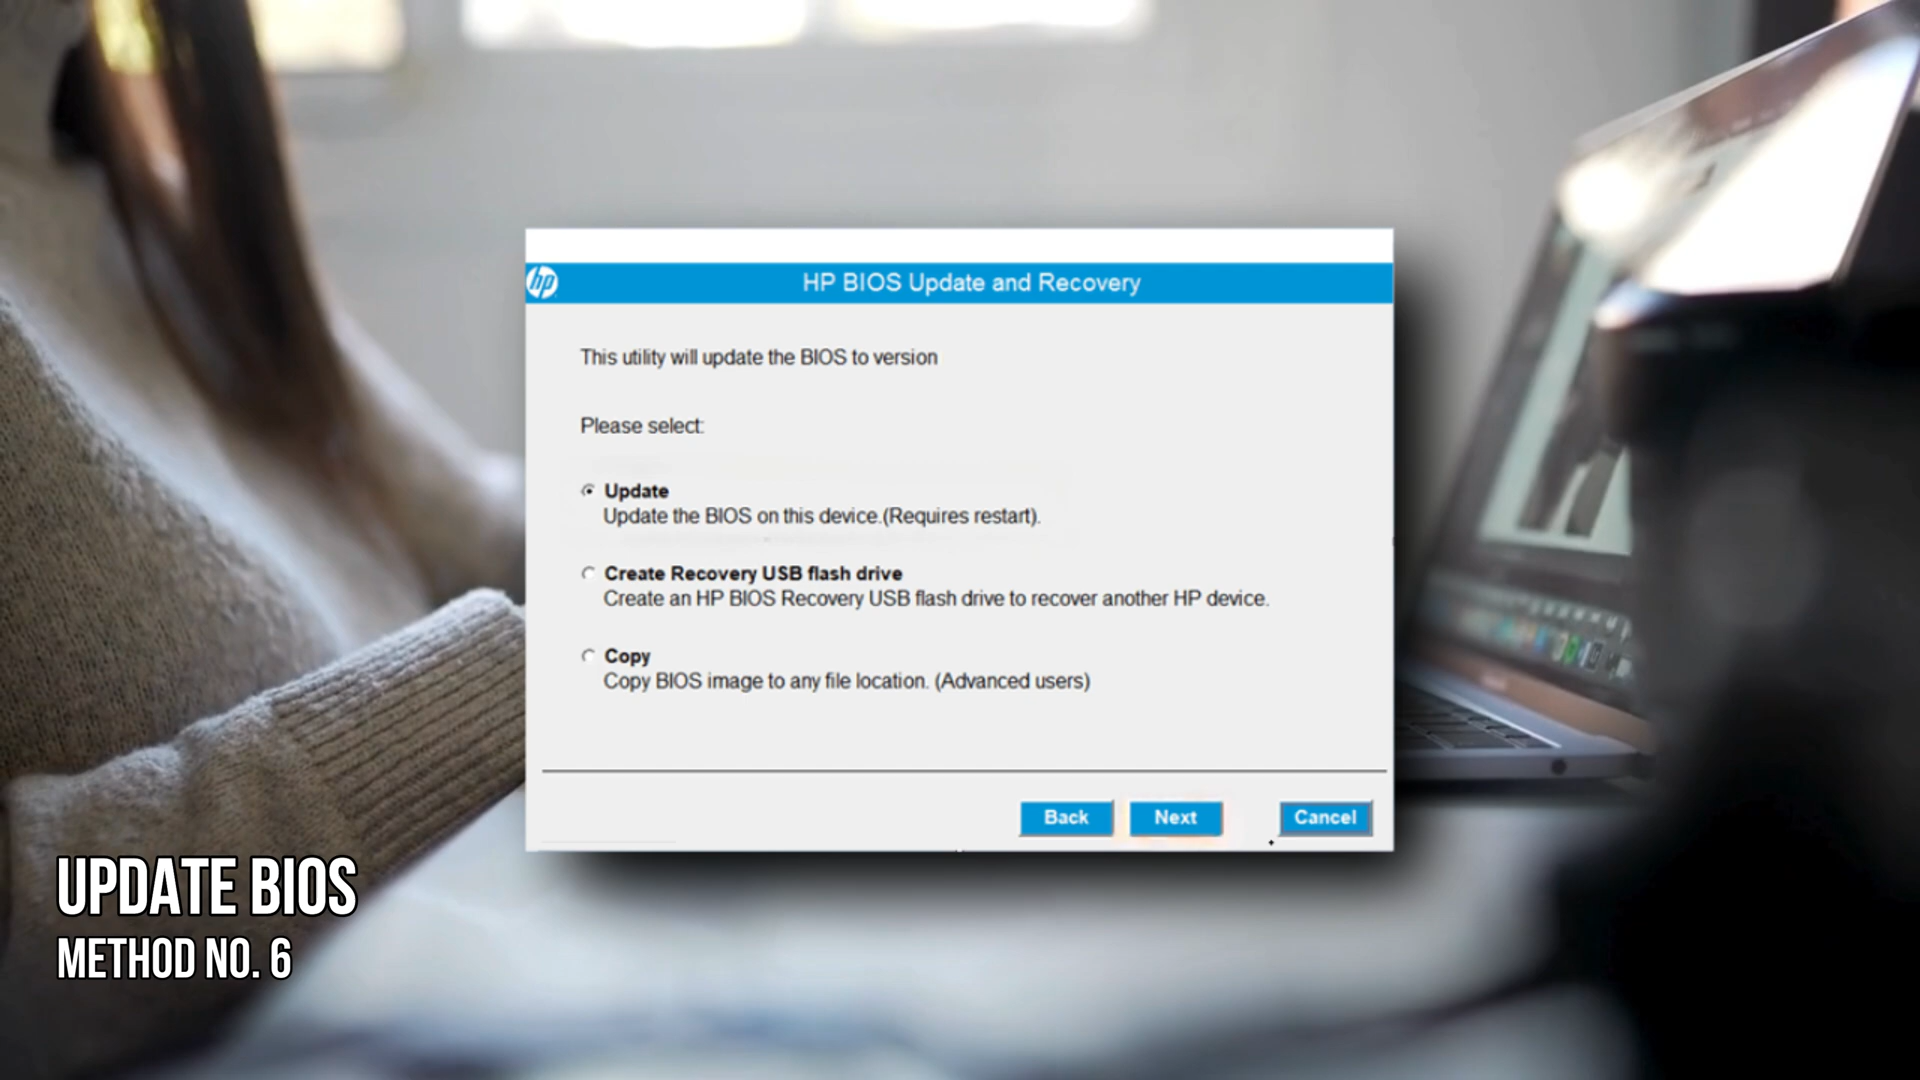 hp HP BIOS Update and Recovery
This utility will update the BIOS to version
Please select:
Update
Update the BIOS on this device.(Requires restart).
Create Recovery USB flash drive
Create an HP BIOS Recovery USB flash drive to recover another HP device.
Copy
Copy BIOS image to any file location. (Advanced users)
Back Next Cancel
UPDATE BIOS
METHOD NO. 6